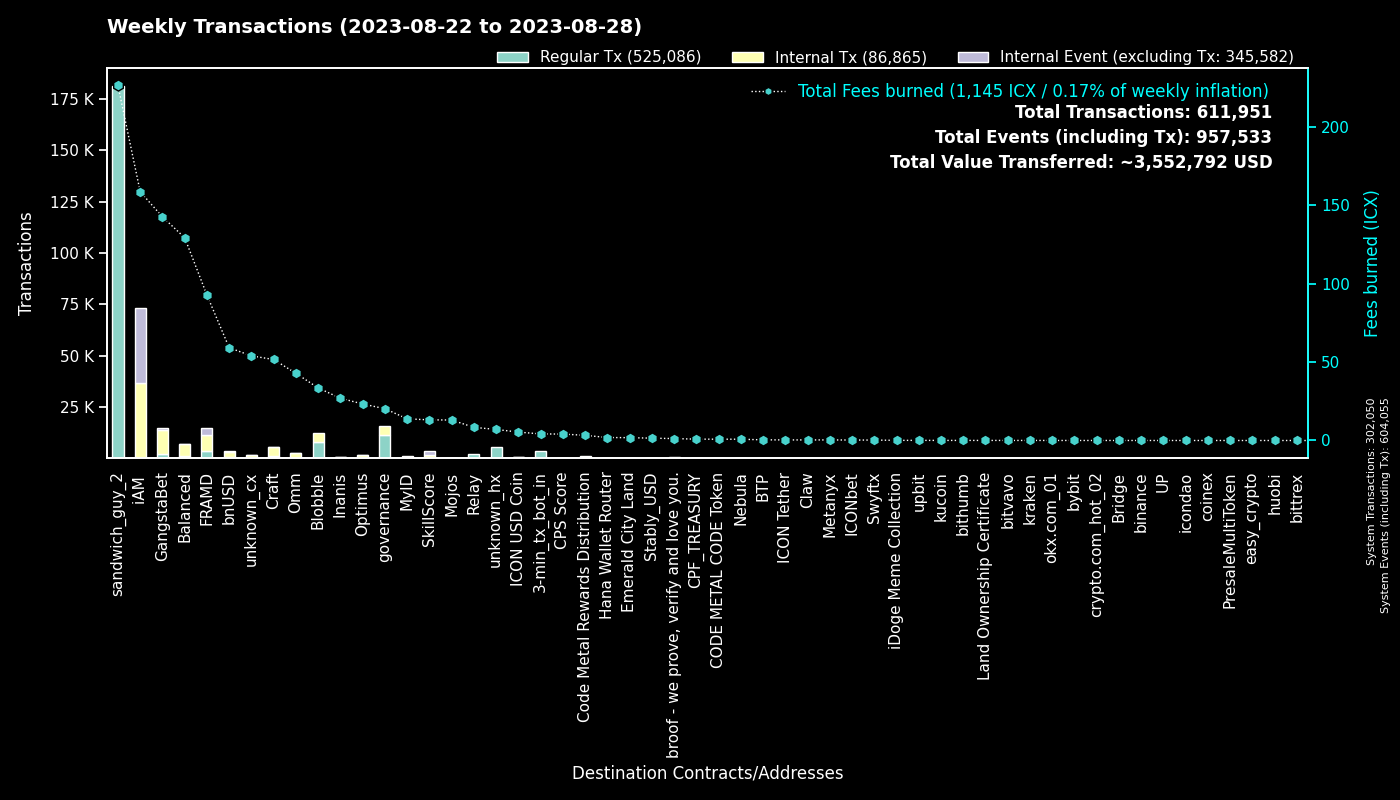 Weekly Transactions (2023-08-22 to 2023-08-28)
Regular Tx (525,086)
Internal Tx (86,865)
Internal Event (excluding Tx: 345,582)
Total Fees burned (1,145 ICX / 0.17% of weekly inflation)
Total Transactions: 611,951
Total Events (including Tx): 957,533
Total Value Transferred: ~3,552,792 USD
Transactions
175 K
150 K
125 K
100 K
75 K
50 K
25 K
200
150
100
50
0
Fees burned (ICX)
System Transactions: 302,050
System Events (including Tx): 604,055
sandwich_guy_2
iAM
GangstaBet
Balanced
FRAMD
bnUSD
unknown_cx
Craft
Omm
Blobble
Inanis
Optimus
governance
MyID
SkillScore
Mojos
Relay
unknown_hx
ICON USD Coin
3-min_tx_bot_in
CPS Score
Code Metal Rewards Distribution
Hana Wallet Router
Emerald City Land
Stably_USD
broof - we prove, verify and love you.
CPF_TREASURY
CODE METAL CODE Token
Nebula
BTP
ICON Tether
Claw
Metanyx
ICONbet
Swyftx
iDoge Meme Collection
upbit
kucoin
bithumb
Land Ownership Certificate
bitvavo
kraken
okx.com_01
bybit
crypto.com_hot_02
Bridge
binance
UP
icondao
coinex
PresaleMultiToken
easy_crypto
huobi
bittrex
Destination Contracts/Addresses